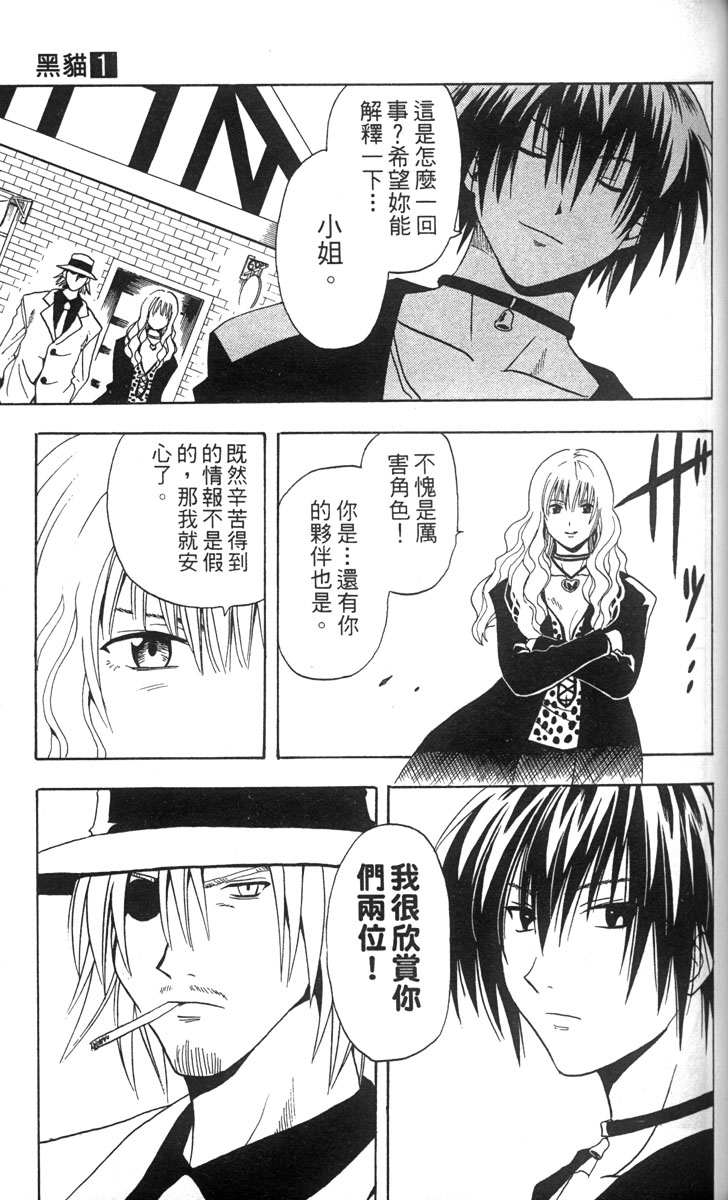 黑貓1
這是怎麼一回
事？希望妳能
解釋一下…
小姐。
不愧是厲
害角色！
你是…還有你
的夥伴也是。
既然辛苦得到
的情報不是假
的，那我就安
心了。
我很欣賞你
們兩位！